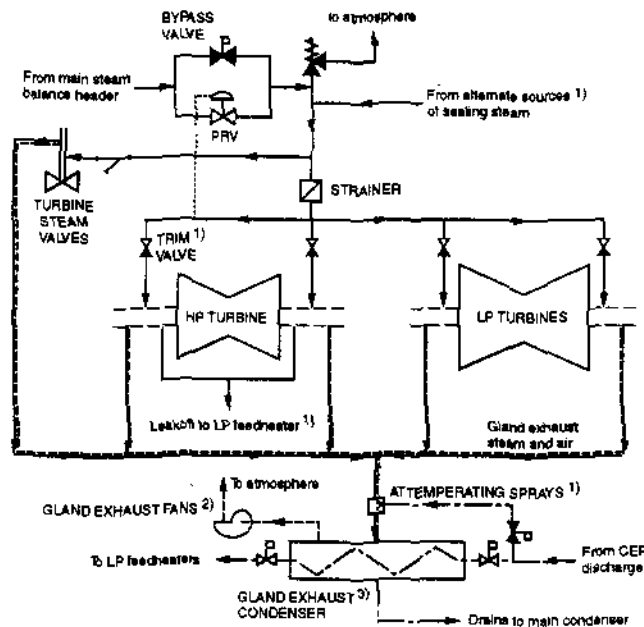 BYPASS
VALVE
to atmosphere
From main steam
balance header
From alternate sources 1)
of sealing steam
PRV
STRAINER
TURBINE
STEAM
VALVES
TRIM 1)
VALVE
HP TURBINE
LP TURBINES
Leakoff to LP feedheater 1)
Gland exhaust
steam and air
To atmosphere
GLAND EXHAUST FANS 2)
ATTEMPERATING SPRAYS 1)
To LP feedheaters
From CEP
discharge
GLAND EXHAUST 3)
CONDENSER
Drains to main condenser